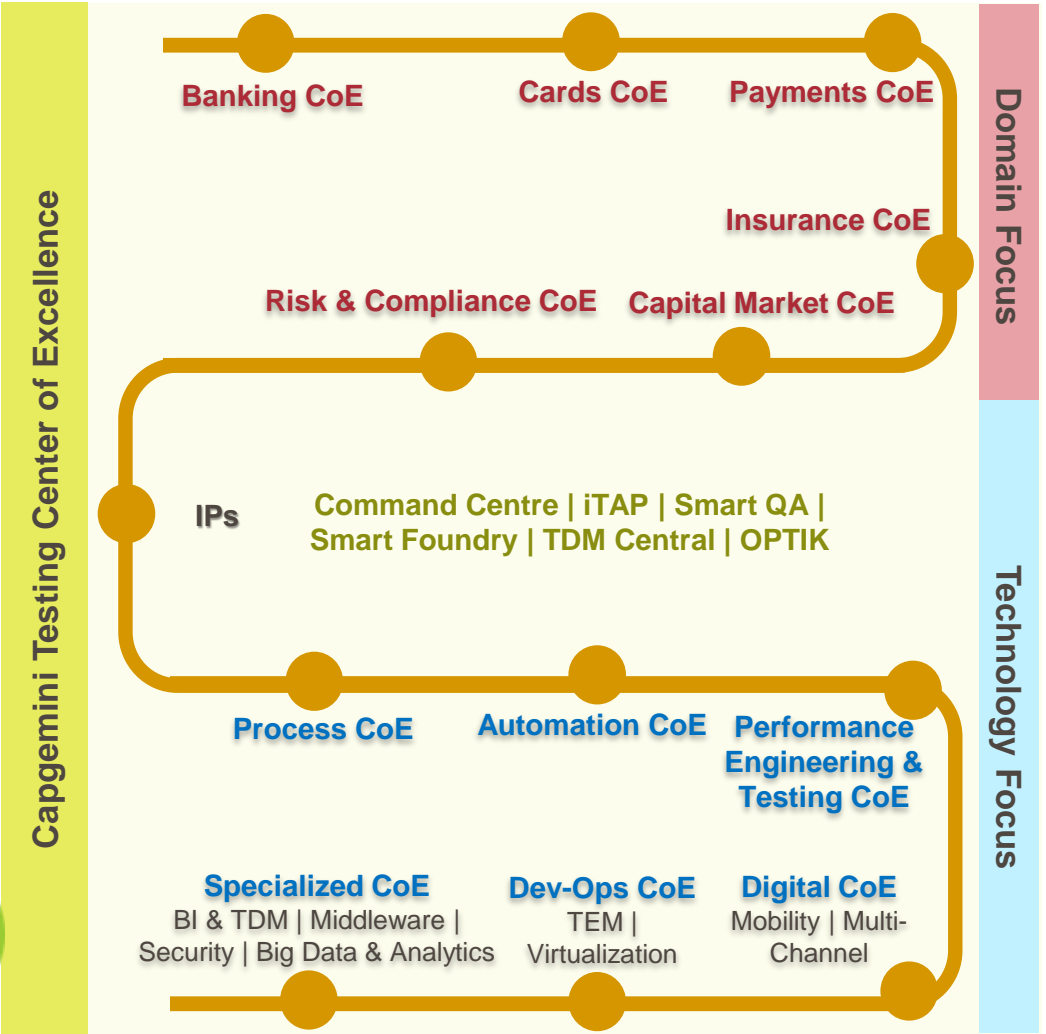 Capgemini Testing Center of Excellence
Domain Focus
Banking CoE
Cards CoE
Payments CoE
Insurance CoE
Risk & Compliance CoE
Capital Market CoE
Technology Focus
IPs
Command Centre | iTAP | Smart QA |
Smart Foundry | TDM Central | OPTIK
Process CoE
Automation CoE
Performance
Engineering &
Testing CoE
Specialized CoE
BI & TDM | Middleware |
Security | Big Data & Analytics
Dev-Ops CoE
TEM |
Virtualization
Digital CoE
Mobility | Multi-
Channel